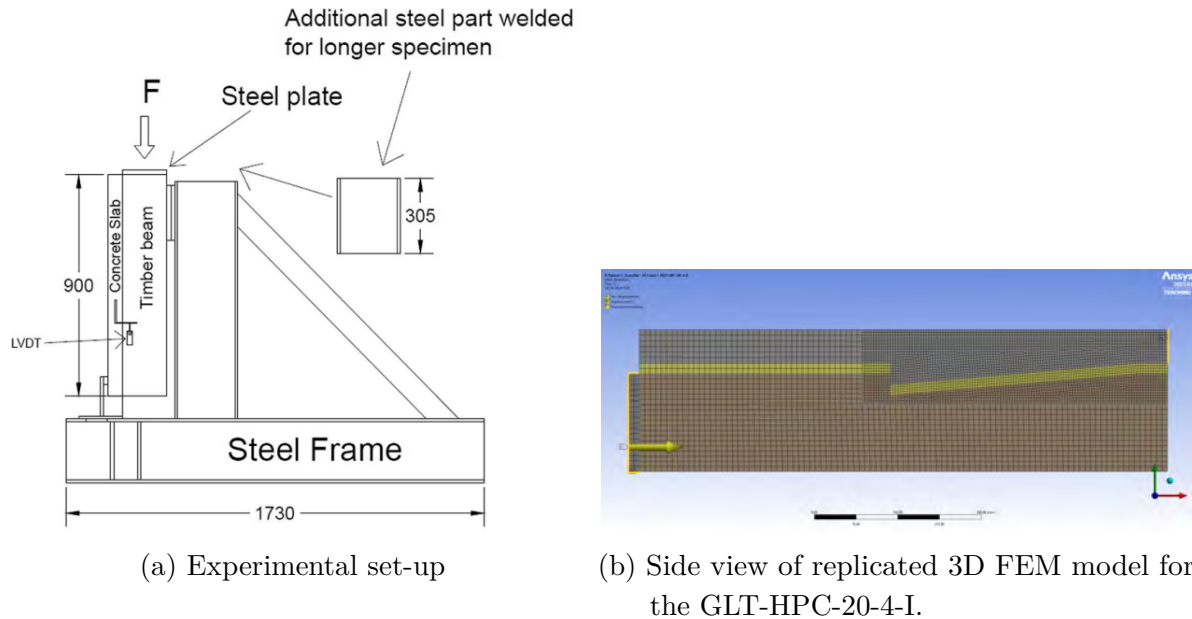 Additional steel part welded
for longer specimen
F
Steel plate
305
Concrete Slab
Timber beam
900
LVDT
Steel Frame
1730
Ansys
TEACHING
(a) Experimental set-up
(b) Side view of replicated 3D FEM model for
the GLT-HPC-20-4-I.